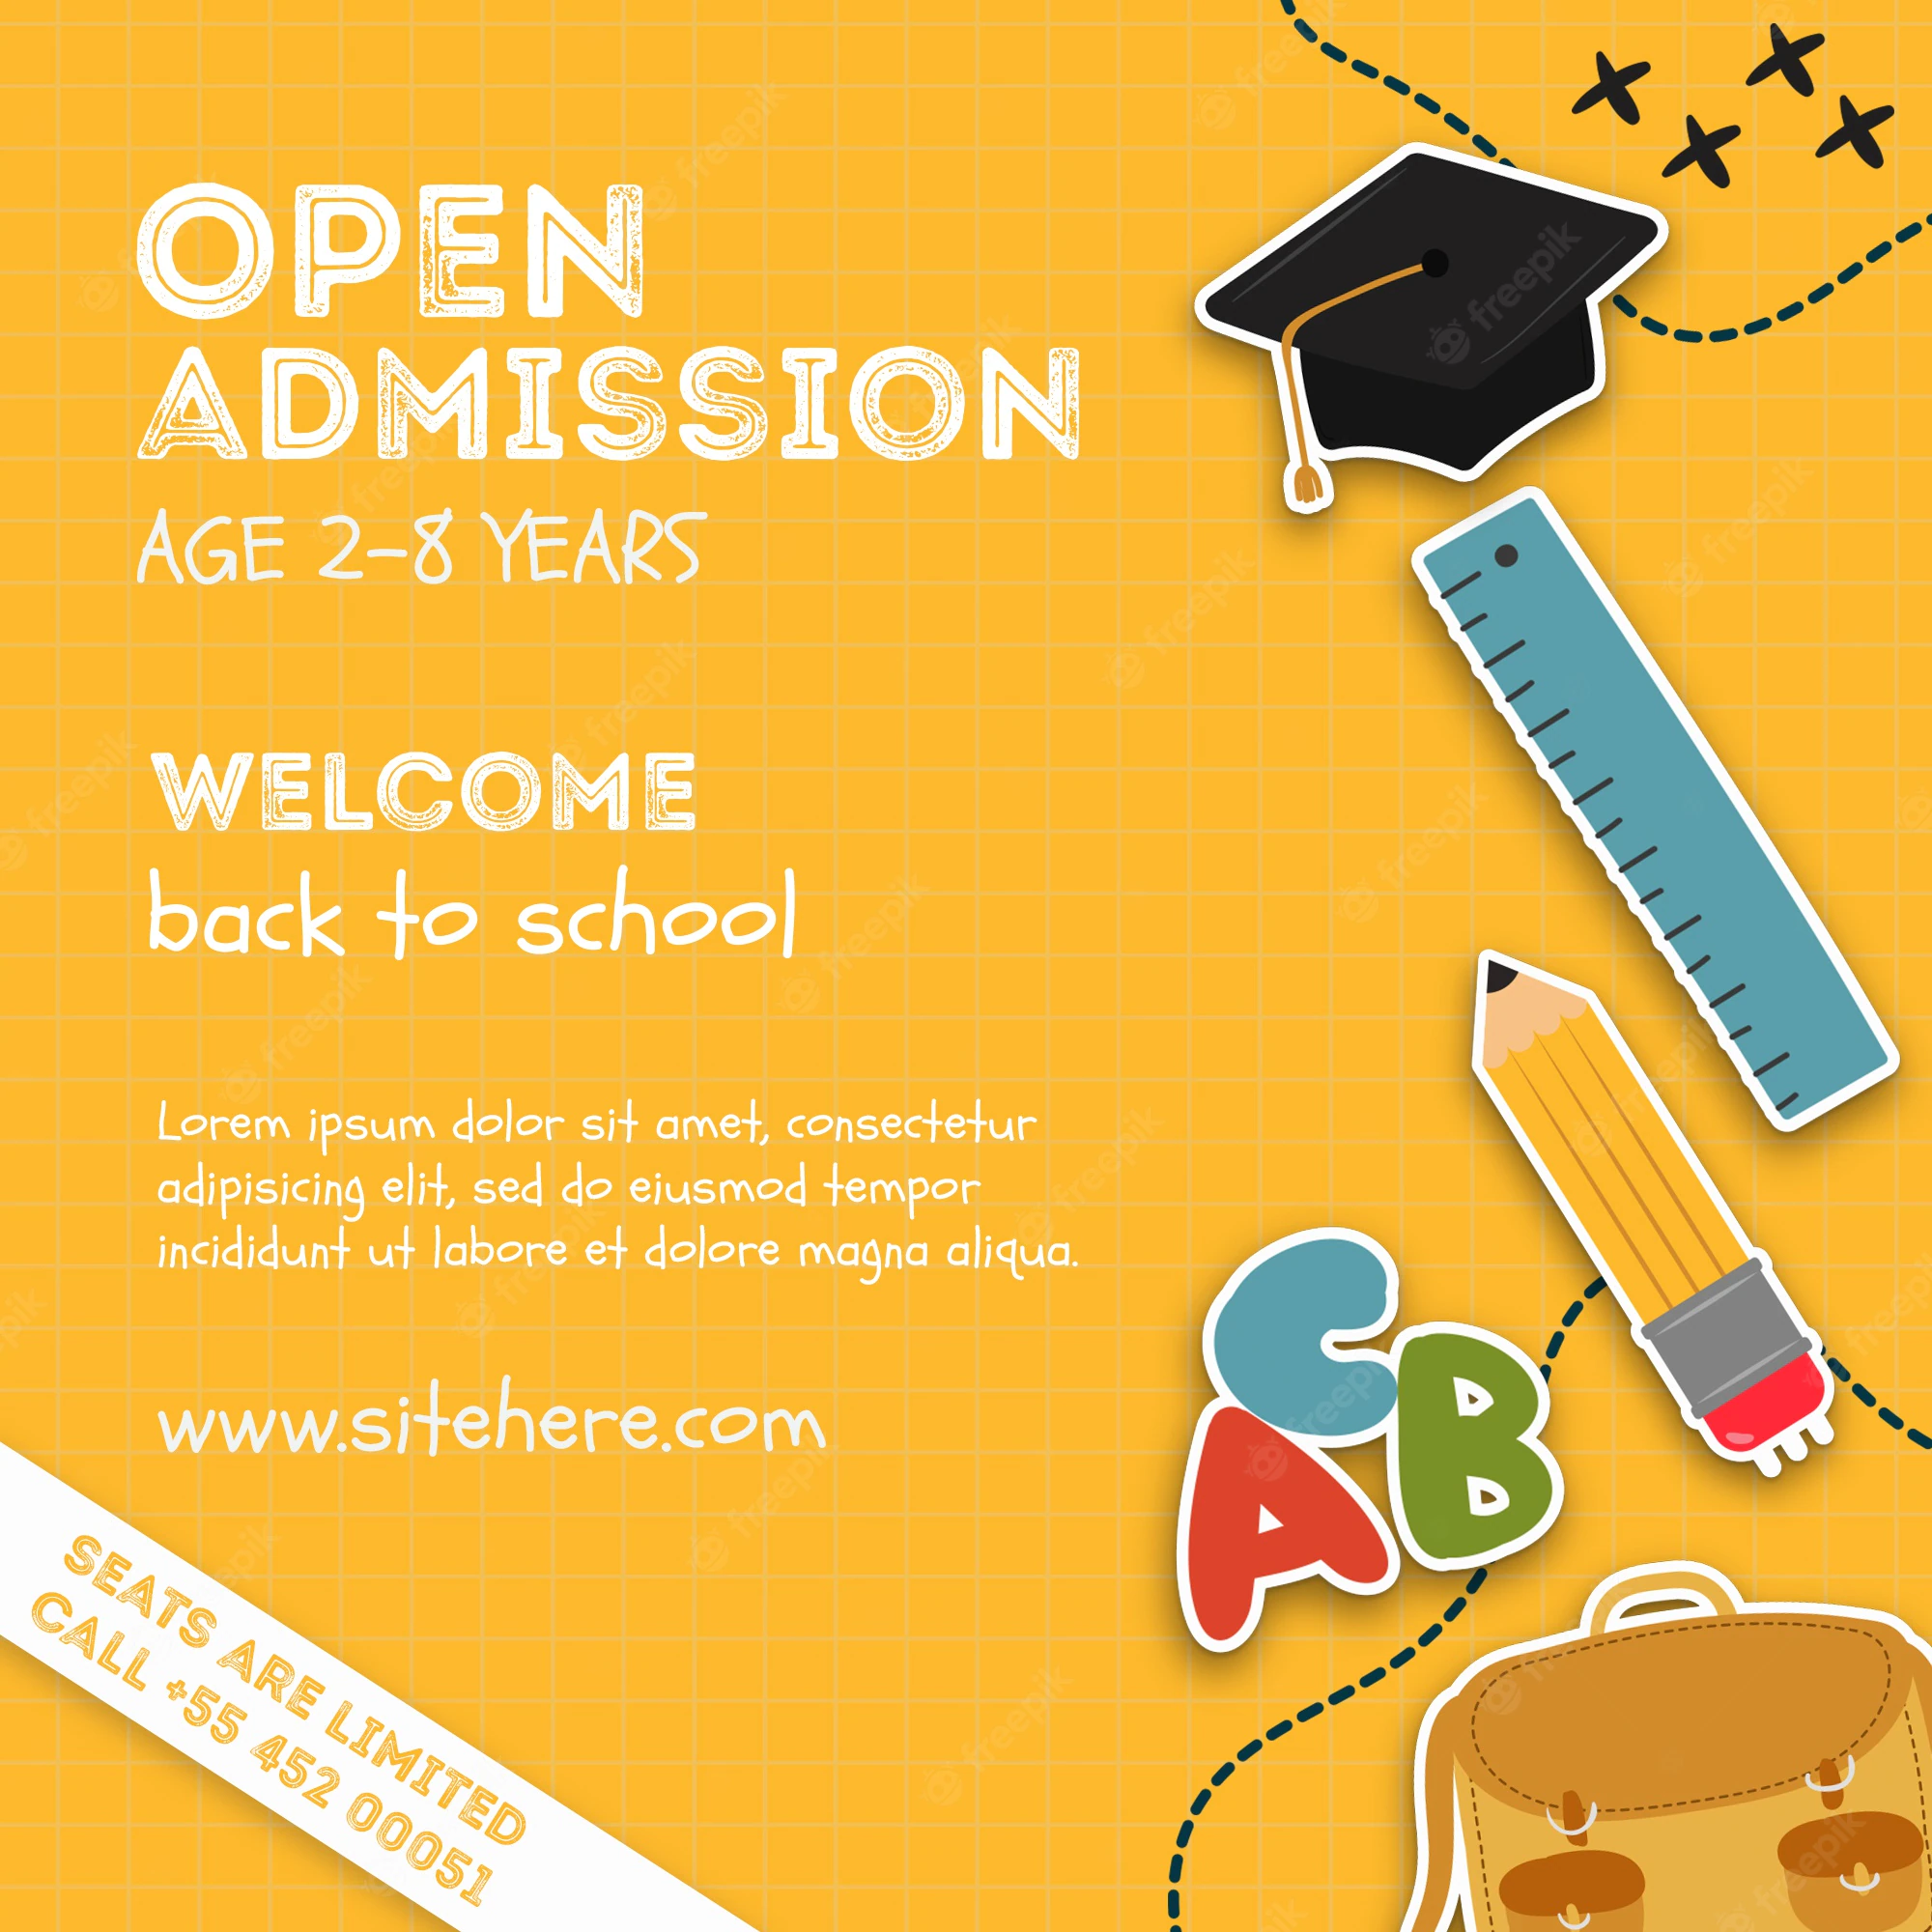 OPEN
ADMISSION
AGE 2-8 YEARS
WELCOME
back to school
Lorem ipsum dolor sit amet, consectetur
adipisicing elit, sed do eiusmod tempor
incididunt ut labore et dolore magna aliqua.
www.sitehere.com
SEATS ARE LIMITED
CALL +55 452 00051
C
B
A
freepik